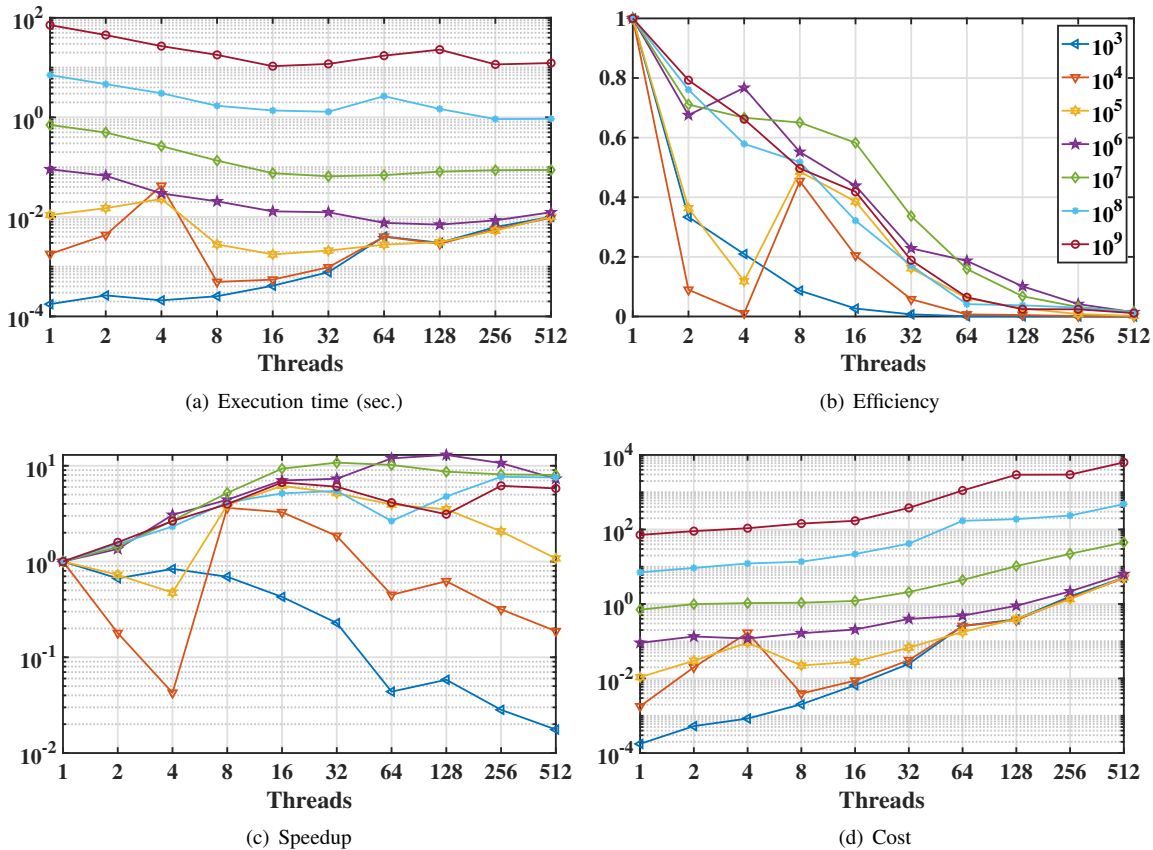 10^2
10^0
10^-2
10^-4
1 2 4 8 16 32 64 128 256 512
Threads
(a) Execution time (sec.)
1
0.8
0.6
0.4
0.2
0
10^3
10^4
10^5
10^6
10^7
10^8
10^9
1 2 4 8 16 32 64 128 256 512
Threads
(b) Efficiency
10^1
10^0
10^-1
10^-2
1 2 4 8 16 32 64 128 256 512
Threads
(c) Speedup
10^4
10^2
10^0
10^-2
10^-4
1 2 4 8 16 32 64 128 256 512
Threads
(d) Cost